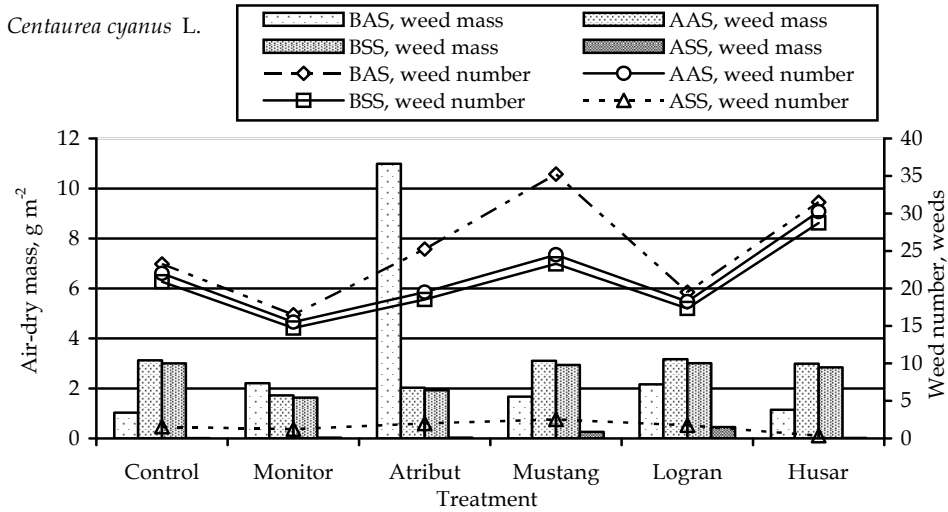 Centaurea cyanus L.
BAS, weed mass AAS, weed mass
BSS, weed mass ASS, weed mass
BAS, weed number AAS, weed number
BSS, weed number ASS, weed number
Air-dry mass, g m-2
12
10
8
6
4
2
0
40
35
30
25
20
15
10
5
0
Weed number, weeds
Control Monitor Atribut Mustang Logran Husar
Treatment